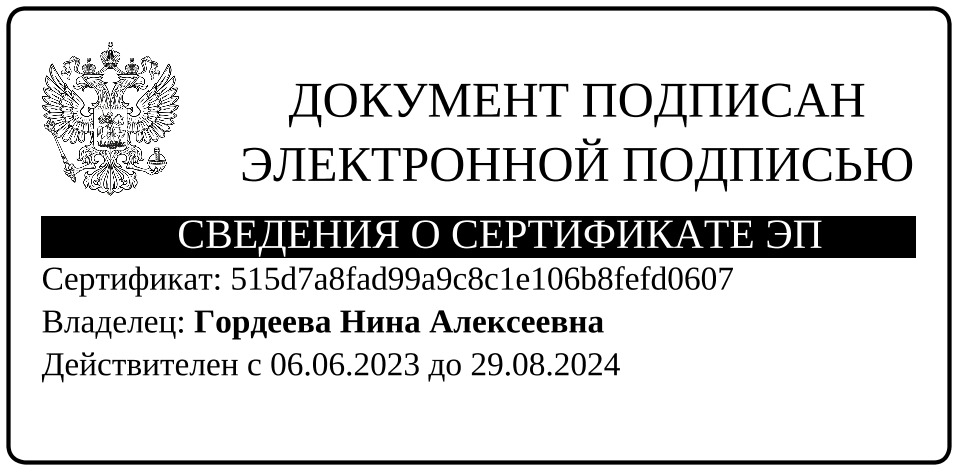 ДОКУМЕНТ ПОДПИСАН
ЭЛЕКТРОННОЙ ПОДПИСЬЮ
СВЕДЕНИЯ О СЕРТИФИКАТЕ ЭП
Сертификат: 515d7a8fad99a9c8c1e106b8fefd0607
Владелец: Гордеева Нина Алексеевна
Действителен с 06.06.2023 до 29.08.2024